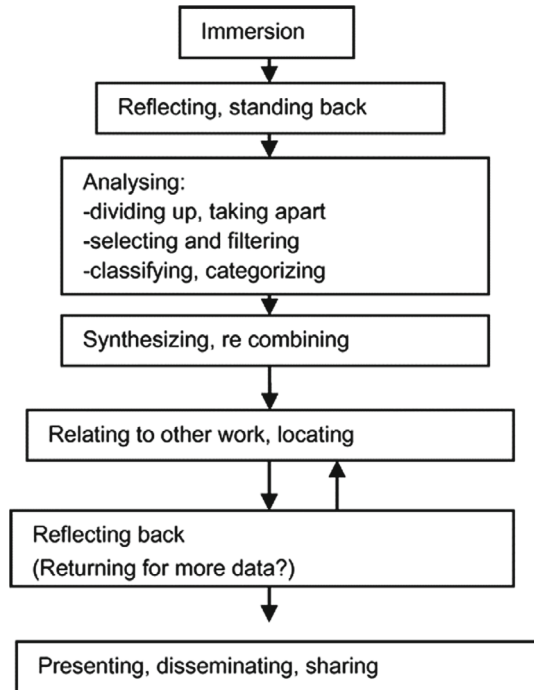 Immersion
Reflecting, standing back
Analysing:
-dividing up, taking apart
-selecting and filtering
-classifying, categorizing
Synthesizing, re combining
Relating to other work, locating
Reflecting back
(Returning for more data?)
Presenting, disseminating, sharing